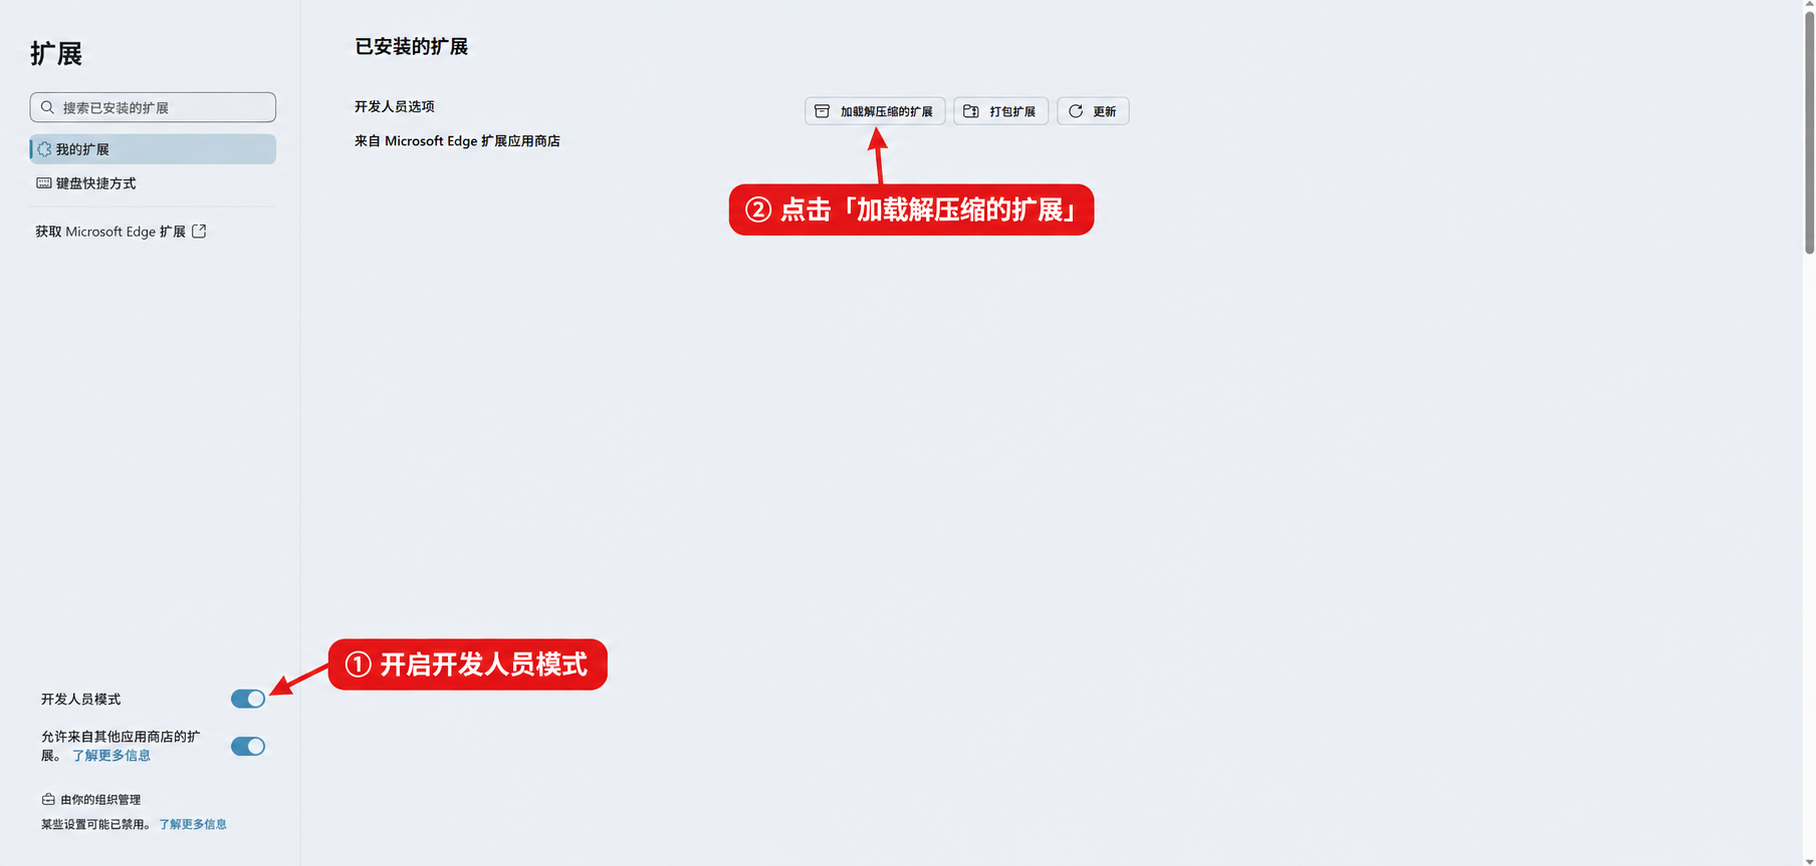 扩展
搜索已安装的扩展
我的扩展
键盘快捷方式
获取 Microsoft Edge 扩展
已安装的扩展
开发人员选项
加载解压缩的扩展
打包扩展
更新
来自 Microsoft Edge 扩展应用商店
② 点击「加载解压缩的扩展」
① 开启开发人员模式
开发人员模式
允许来自其他应用商店的扩
展。 了解更多信息
由你的组织管理
某些设置可能已禁用。 了解更多信息